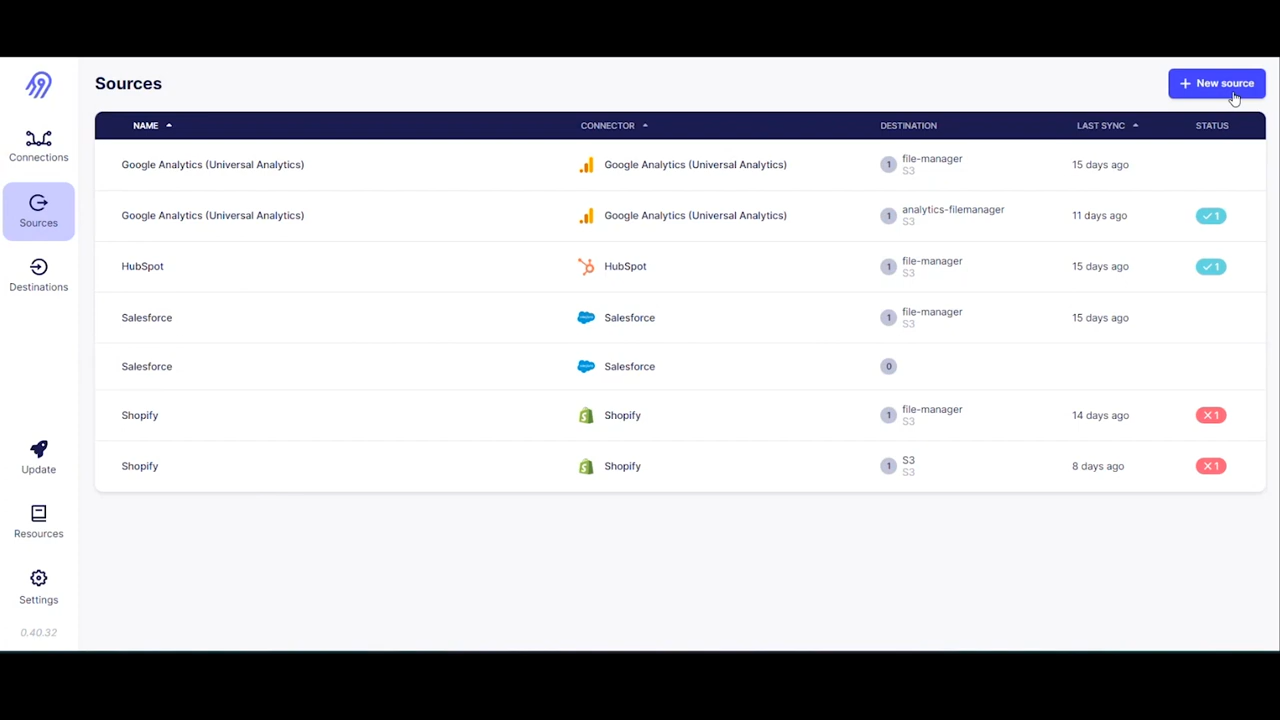 Sources
+ New source
NAME CONNECTOR DESTINATION LAST SYNC STATUS
Google Analytics (Universal Analytics) Google Analytics (Universal Analytics) 1 file-manager 15 days ago
S3
Google Analytics (Universal Analytics) Google Analytics (Universal Analytics) 1 analytics-filemanager 11 days ago 1
S3
HubSpot HubSpot 1 file-manager 15 days ago 1
S3
Salesforce Salesforce 1 file-manager 15 days ago
S3
Salesforce Salesforce 0
Shopify Shopify 1 file-manager 14 days ago 1
S3
Shopify Shopify 1 S3 8 days ago 1
S3
Connections
Sources
Destinations
Update
Resources
Settings
0.40.32